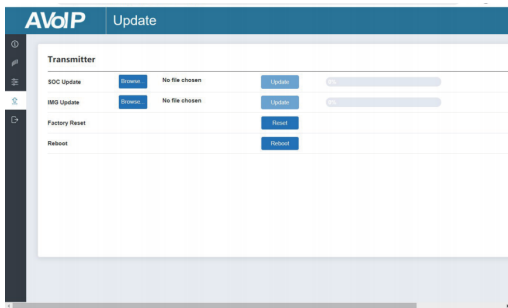 AVoIP Update
Transmitter
SOC Update Browse... No file chosen Update 0%
IMG Update Browse... No file chosen Update 0%
Factory Reset Reset
Reboot Reboot